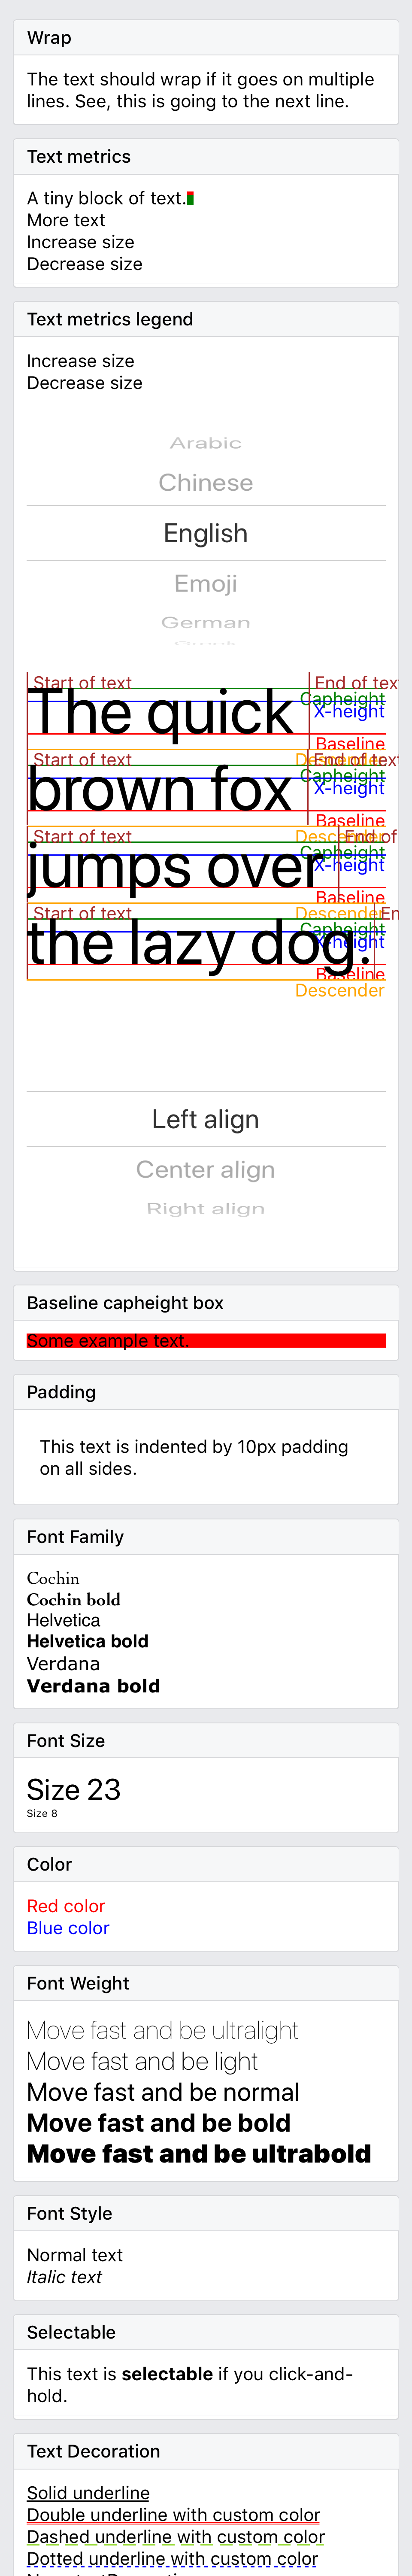 Wrap
The text should wrap if it goes on multiple
lines. See, this is going to the next line.
Text metrics
A tiny block of text.
More text
Increase size
Decrease size
Text metrics legend
Increase size
Decrease size
Arabic
Chinese
English
Emoji
German
Greek
Start of text
End of text
Capheight
X-height
The quick
Baseline
Descender
Start of text
End of text
Capheight
X-height
brown fox
Baseline
Descender
Start of text
End of
Capheight
X-height
jumps over
Baseline
Descender
Start of text
En
Capheight
X-height
the lazy dog.
Baseline
Descender
Left align
Center align
Right align
Baseline capheight box
Some example text.
Padding
This text is indented by 10px padding
on all sides.
Font Family
Cochin
Cochin bold
Helvetica
Helvetica bold
Verdana
Verdana bold
Font Size
Size 23
Size 8
Color
Red color
Blue color
Font Weight
Move fast and be ultralight
Move fast and be light
Move fast and be normal
Move fast and be bold
Move fast and be ultrabold
Font Style
Normal text
Italic text
Selectable
This text is selectable if you click-and-
hold.
Text Decoration
Solid underline
Double underline with custom color
Dashed underline with custom color
Dotted underline with custom color